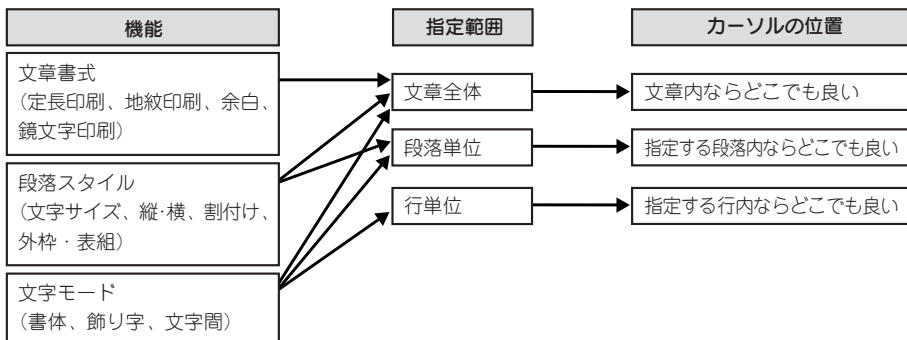 機能
指定範囲
カーソルの位置
文章書式
(定長印刷、地紋印刷、余白、
鏡文字印刷)
文章全体
文章内ならどこでも良い
段落単位
指定する段落内ならどこでも良い
段落スタイル
(文字サイズ、縦・横、割付け、
外枠・表組)
行単位
指定する行内ならどこでも良い
文字モード
(書体、飾り字、文字間)